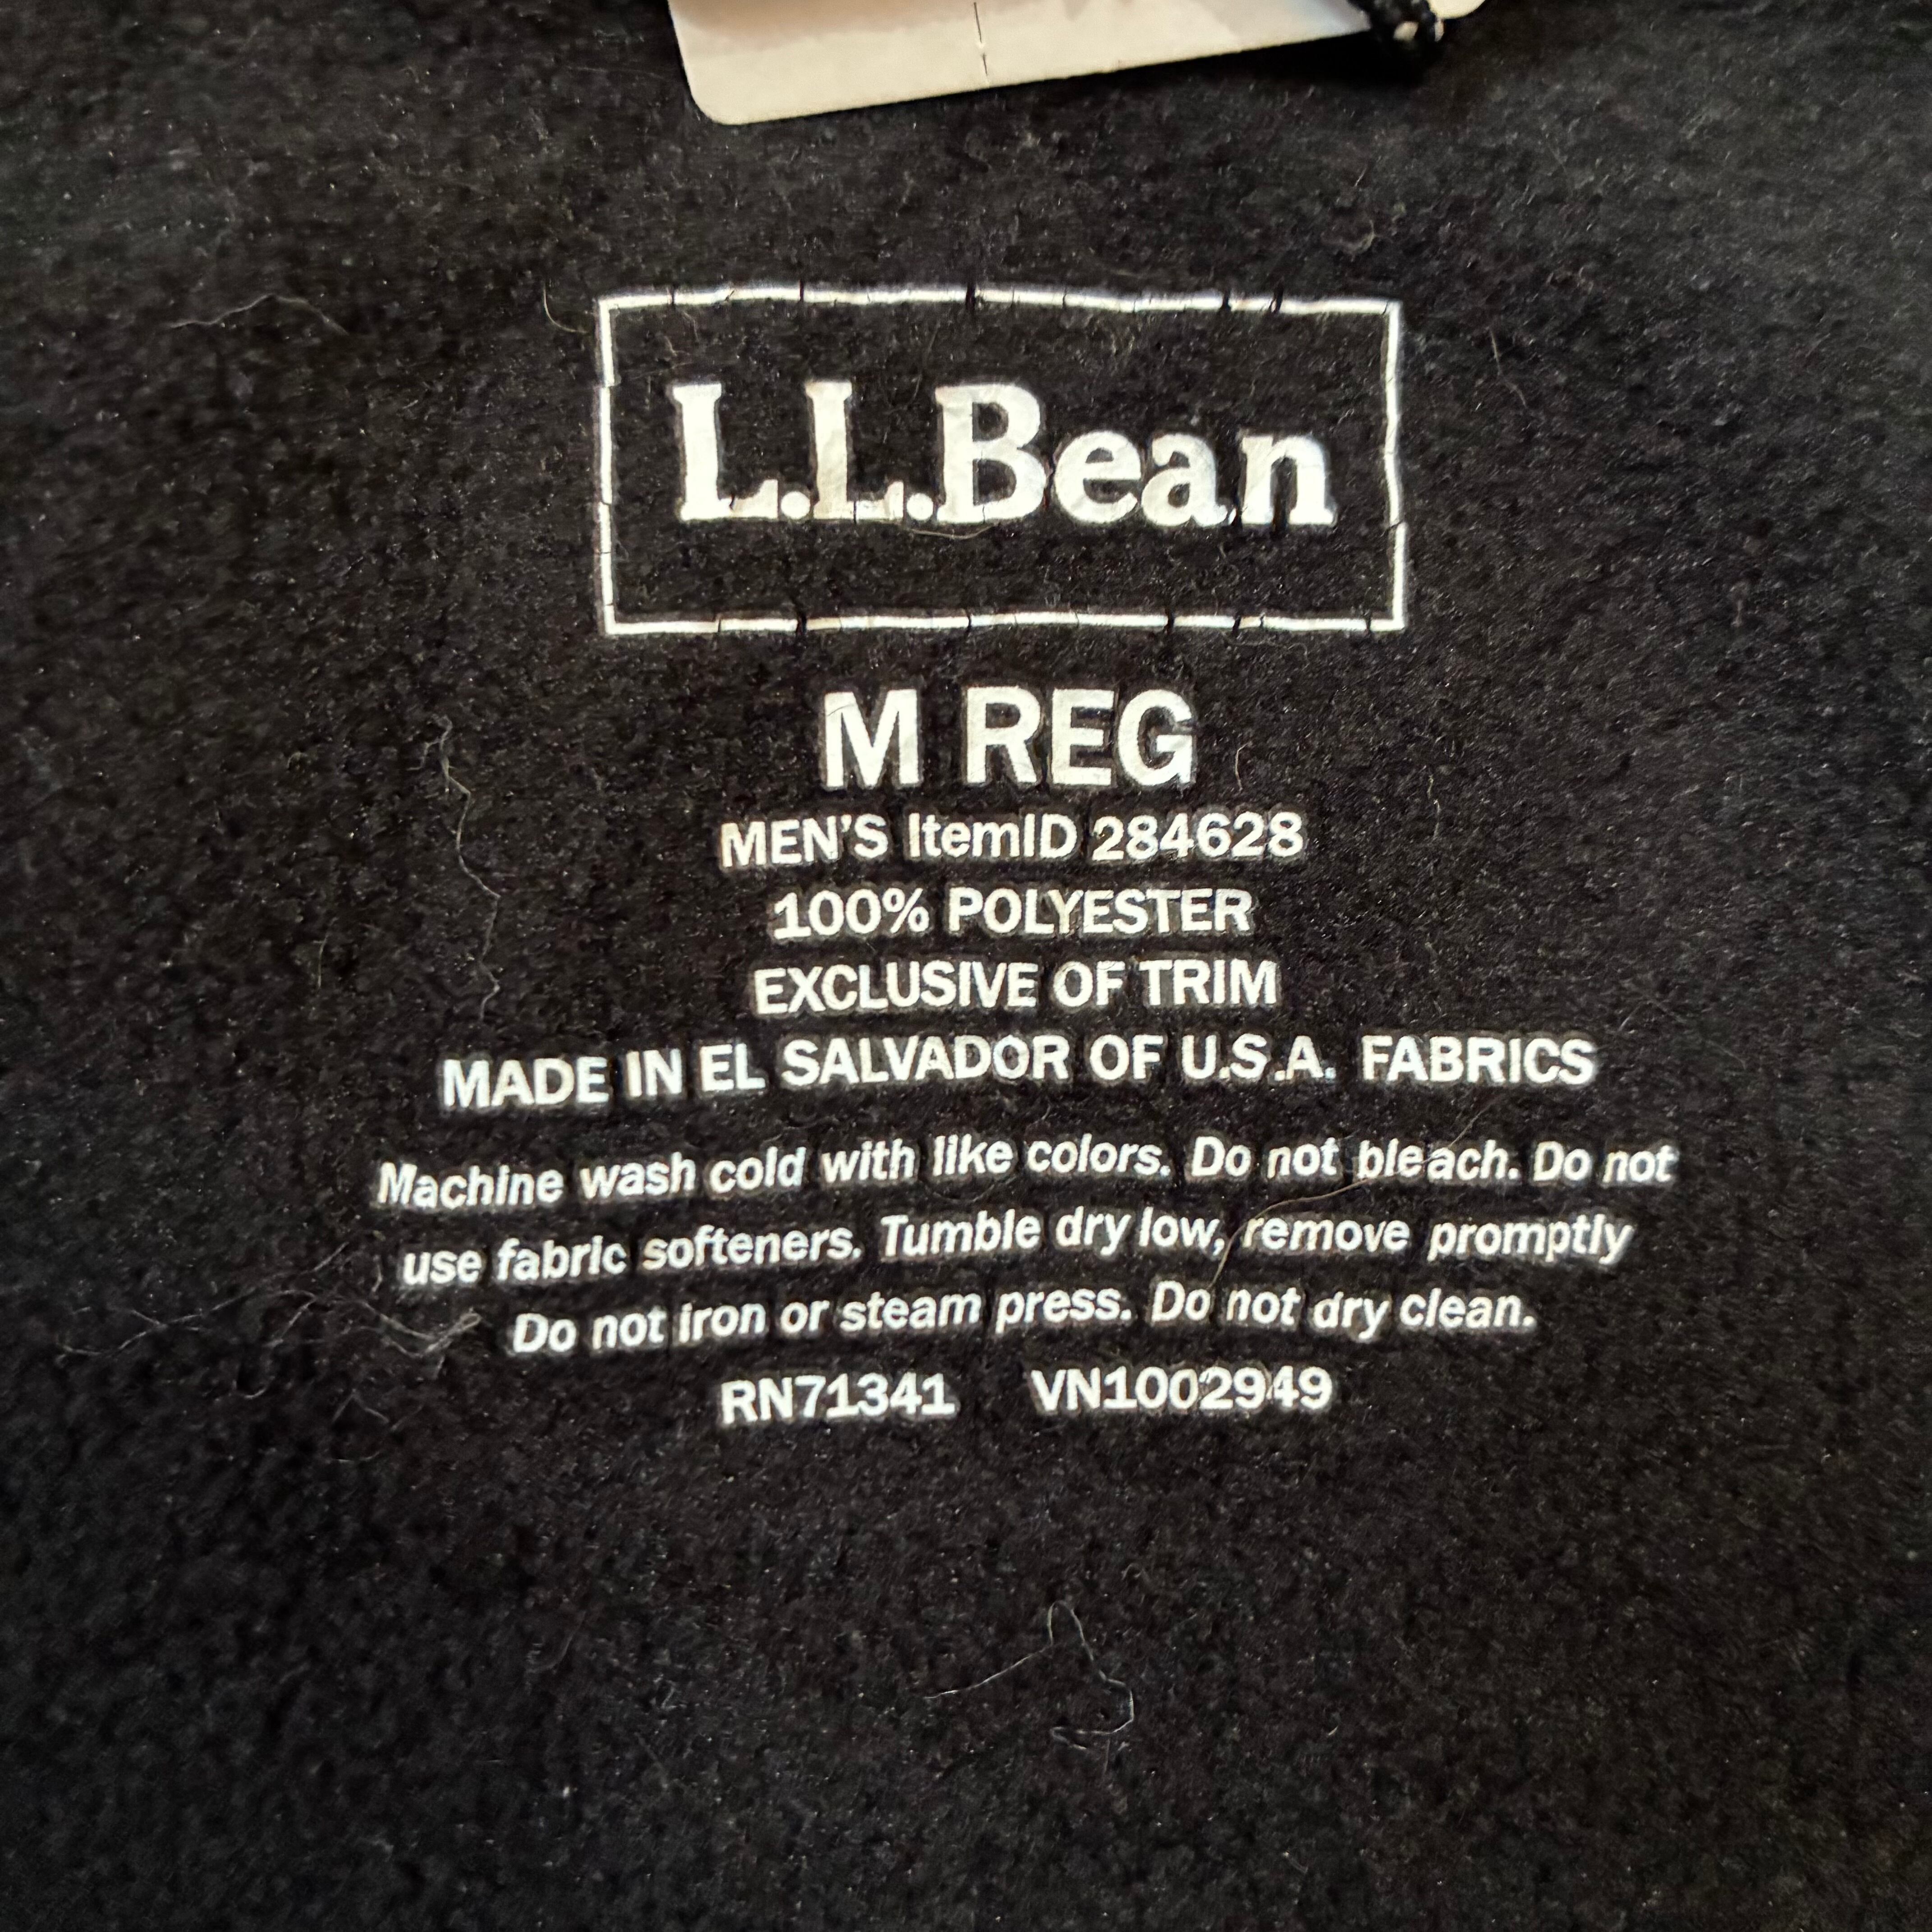 L.L.Bean
M REG
MEN'S ItemID 284628
100% POLYESTER
EXCLUSIVE OF TRIM
MADE IN EL SALVADOR OF U.S.A. FABRICS
Machine wash cold with like colors. Do not bleach. Do not
use fabric softeners. Tumble dry low, remove promptly
Do not iron or steam press. Do not dry clean.
RN71341 VN1002949